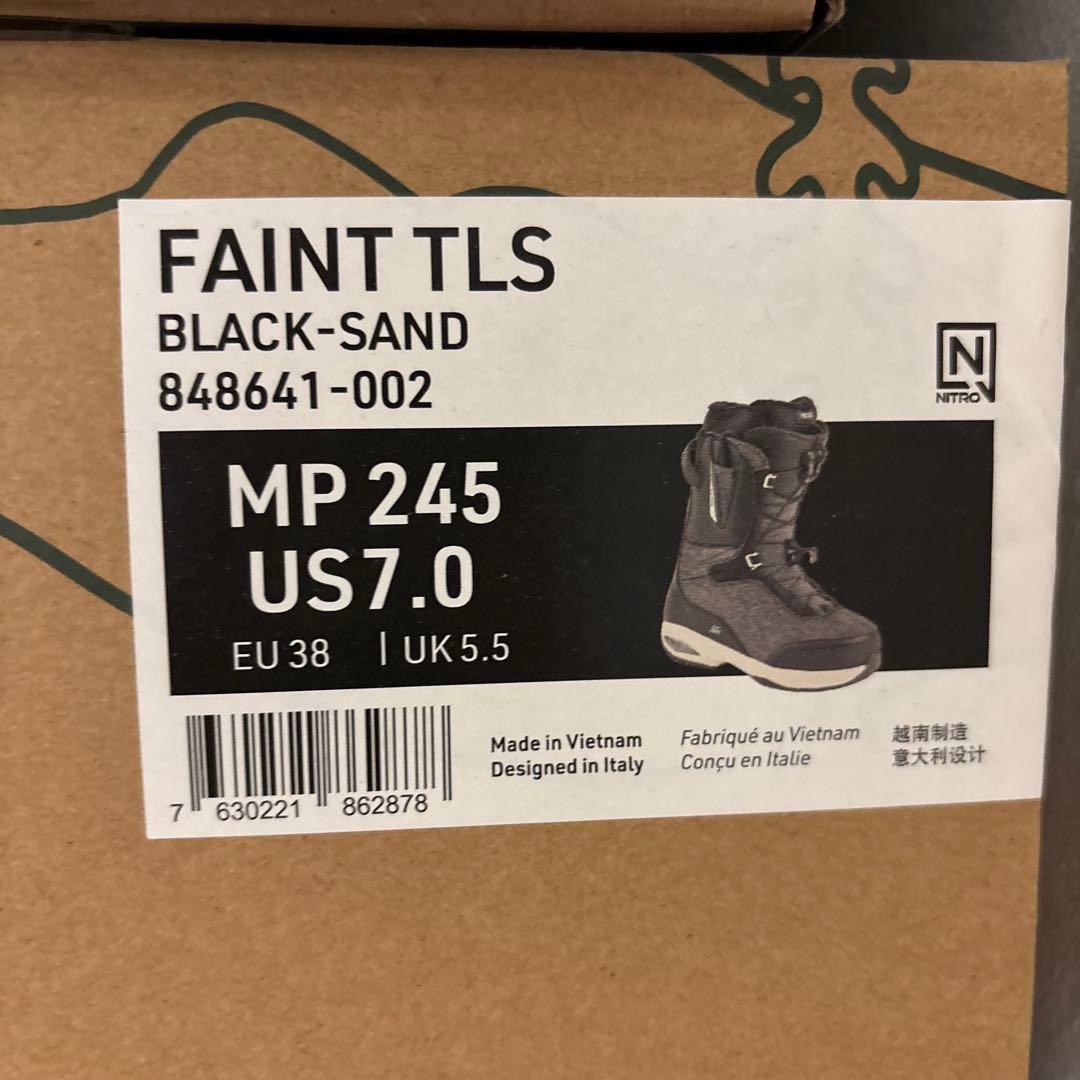 FAINT TLS
BLACK-SAND
848641-002
NITRO
MP 245
US 7.0
EU 38 | UK 5.5
7 630221 862878
Made in Vietnam
Designed in Italy
Fabriqué au Vietnam
Conçu en Italie
越南制造
意大利设计